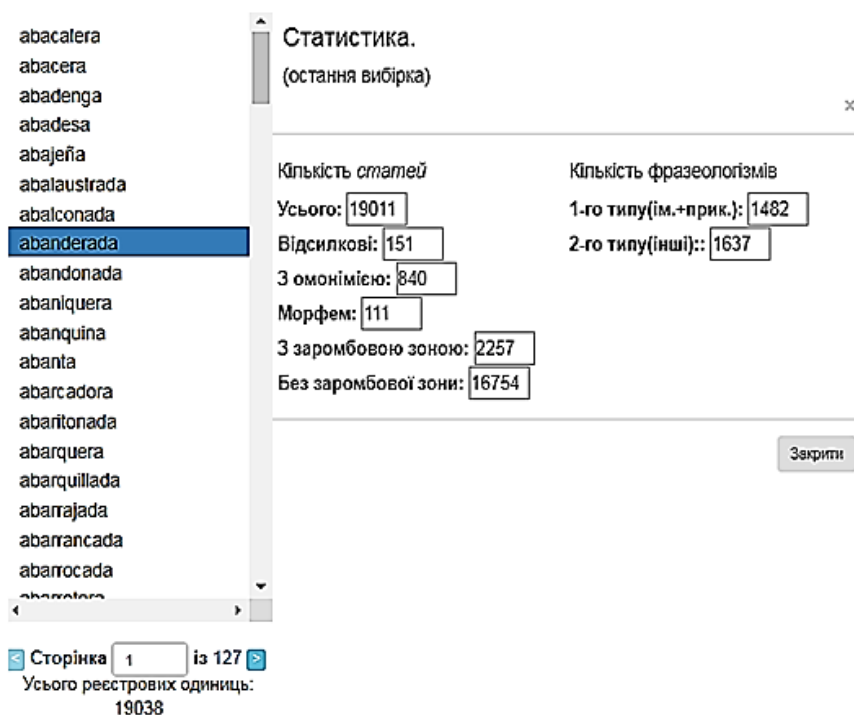 abacalera
abacera
abadenga
abadesa
abajeña
abalaustrada
abalconada
abanderada
abandonada
abaniquera
abanquina
abanta
abarcadora
abaritonada
abarquera
abarquillada
abarrajada
abarrancada
abarrocada
< Сторінка 1 із 127 >
Усього реєстрових одиниць:
19038
Статистика.
(остання вибірка)
×
Кількість статей
Усього: 19011
Відсилкові: 151
З омонімією: 840
Морфем: 111
З заромбовою зоною: 2257
Без заромбової зони: 16754
Кількість фразеологізмів
1-го типу(ім.+прик.): 1482
2-го типу(інші):: 1637
Закрити